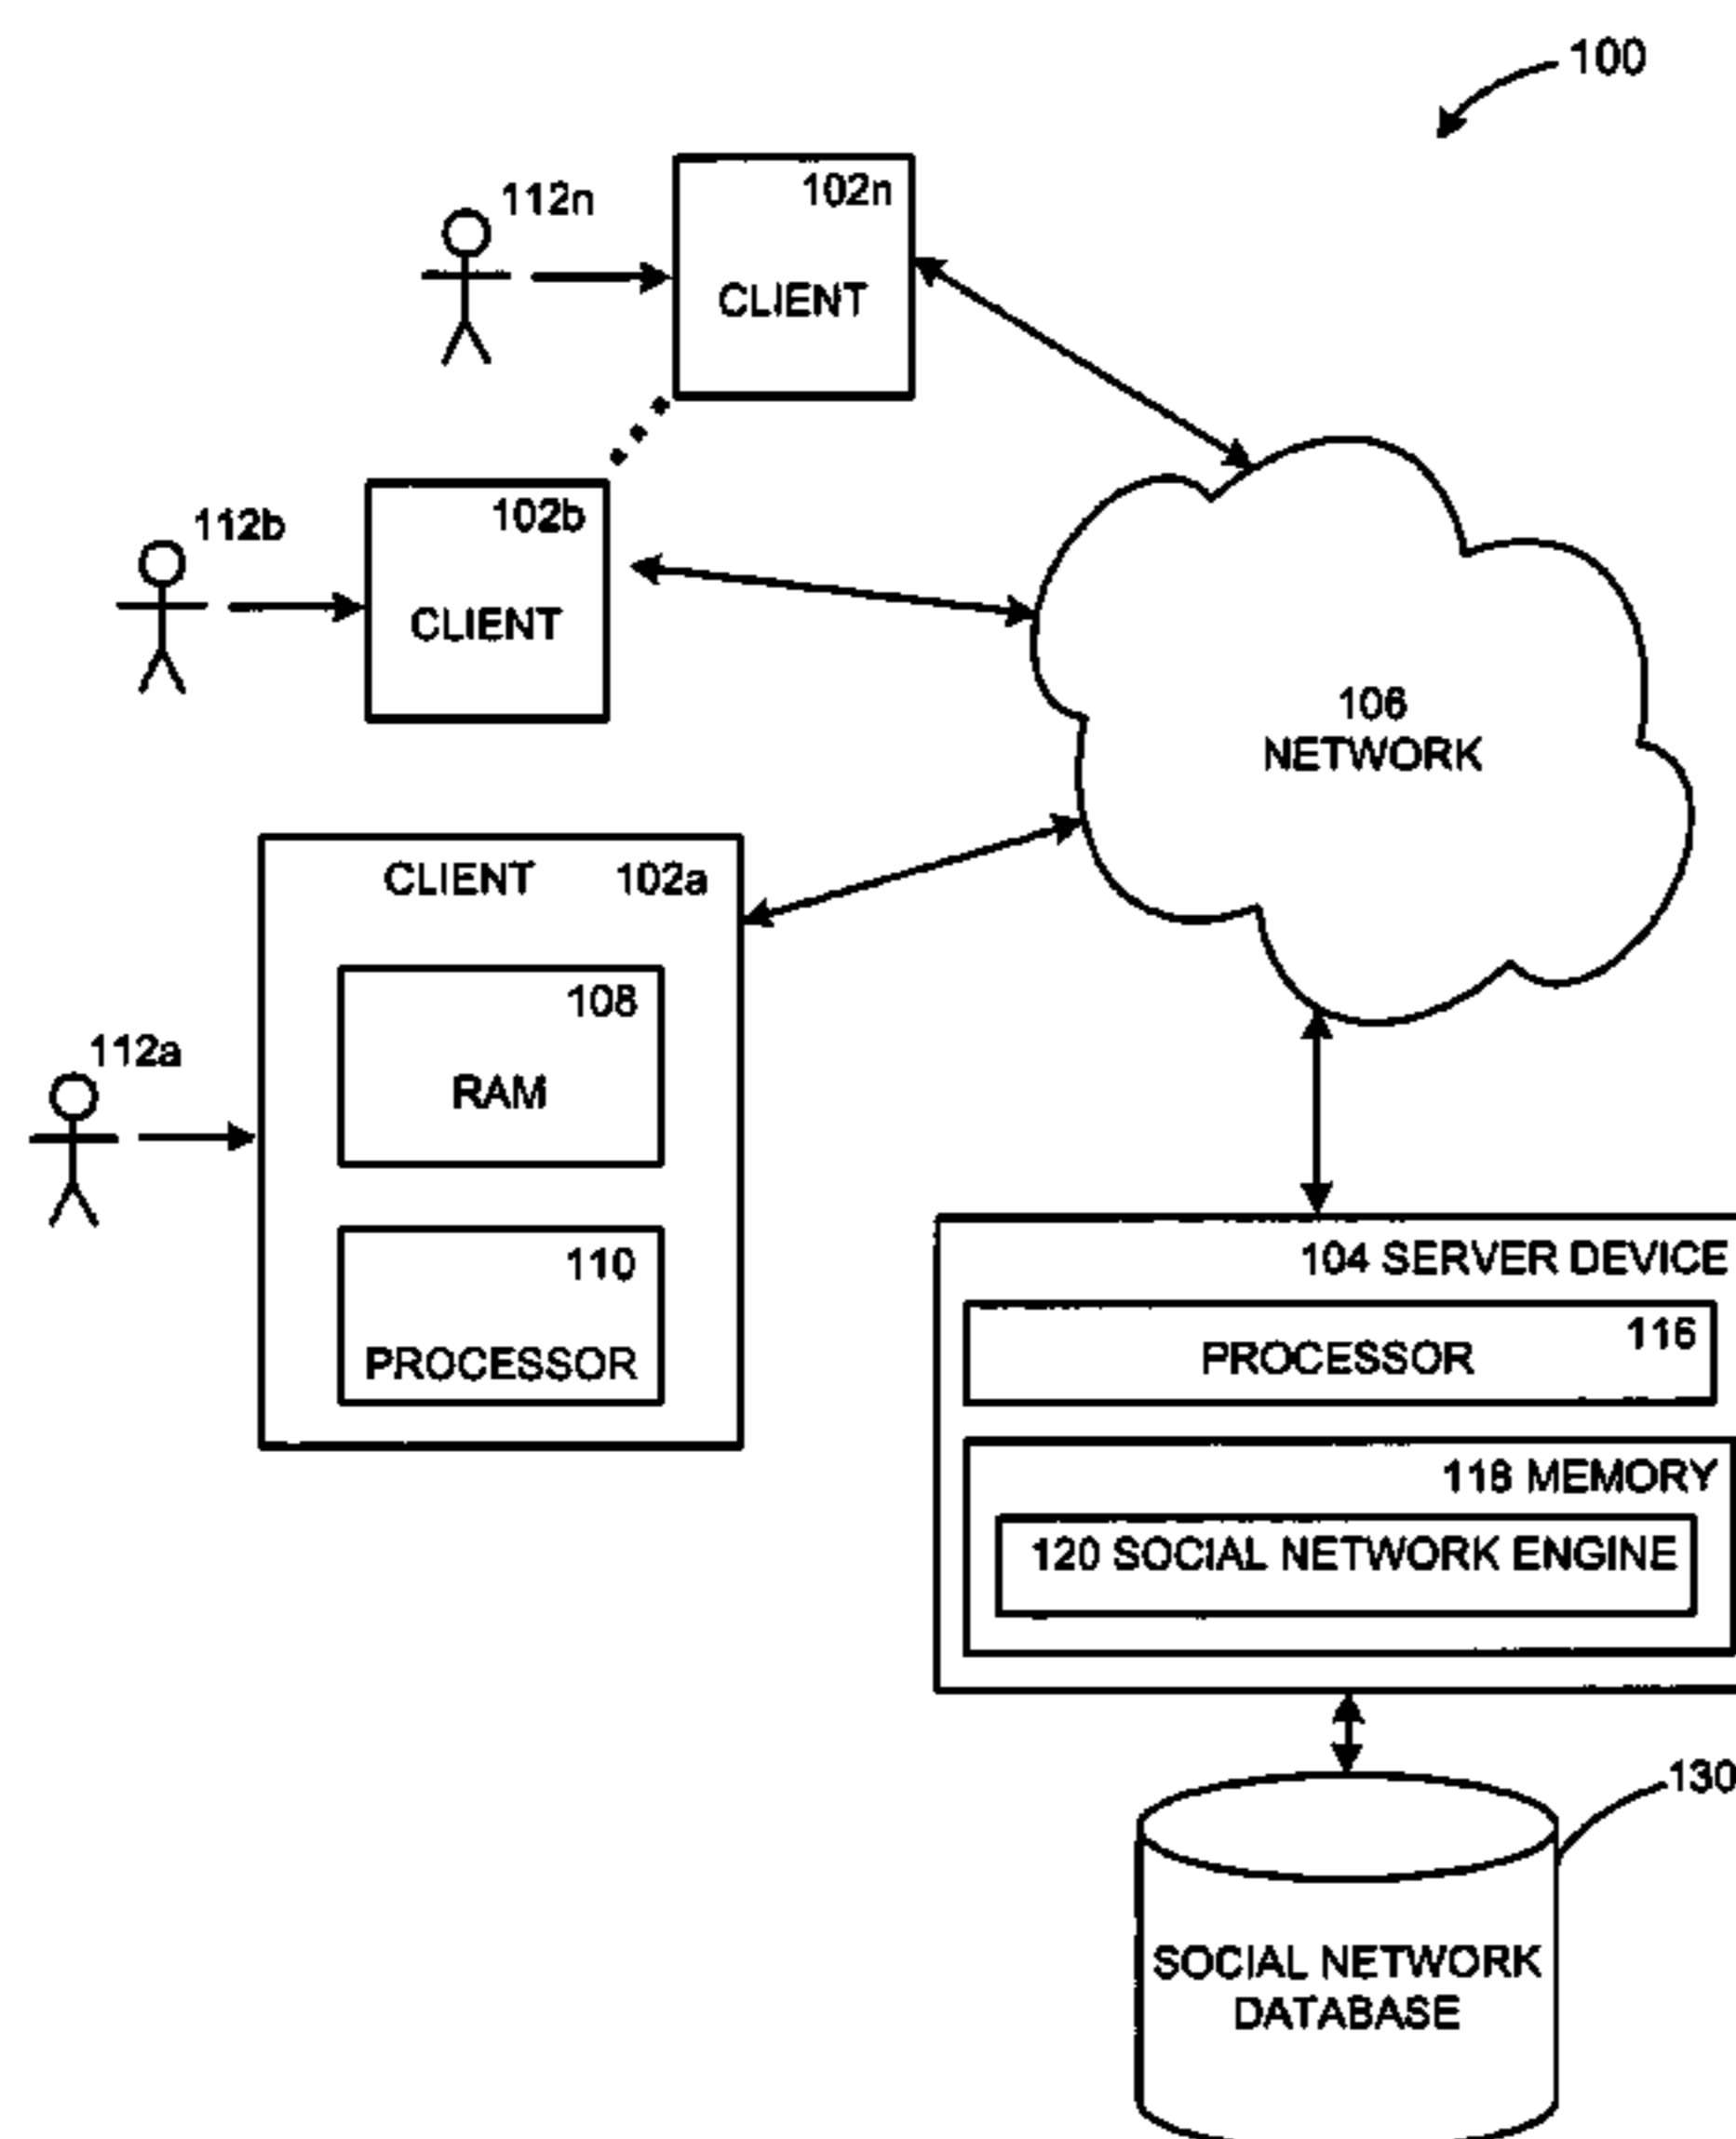 100
112n
102n
CLIENT
112b
102b
CLIENT
106
NETWORK
CLIENT 102a
108
RAM
112a
110
PROCESSOR
104 SERVER DEVICE
116
PROCESSOR
118 MEMORY
120 SOCIAL NETWORK ENGINE
130
SOCIAL NETWORK
DATABASE